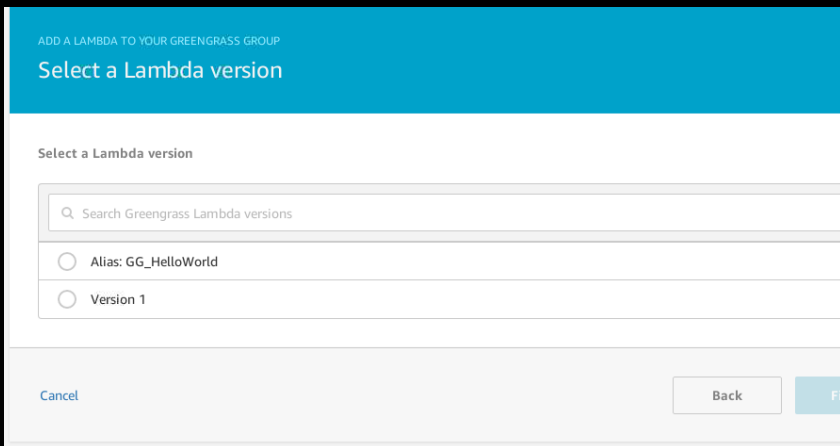 ADD A LAMBDA TO YOUR GREENGRASS GROUP
Select a Lambda version
Select a Lambda version
Search Greengrass Lambda versions
Alias: GG_HelloWorld
Version 1
Cancel
Back